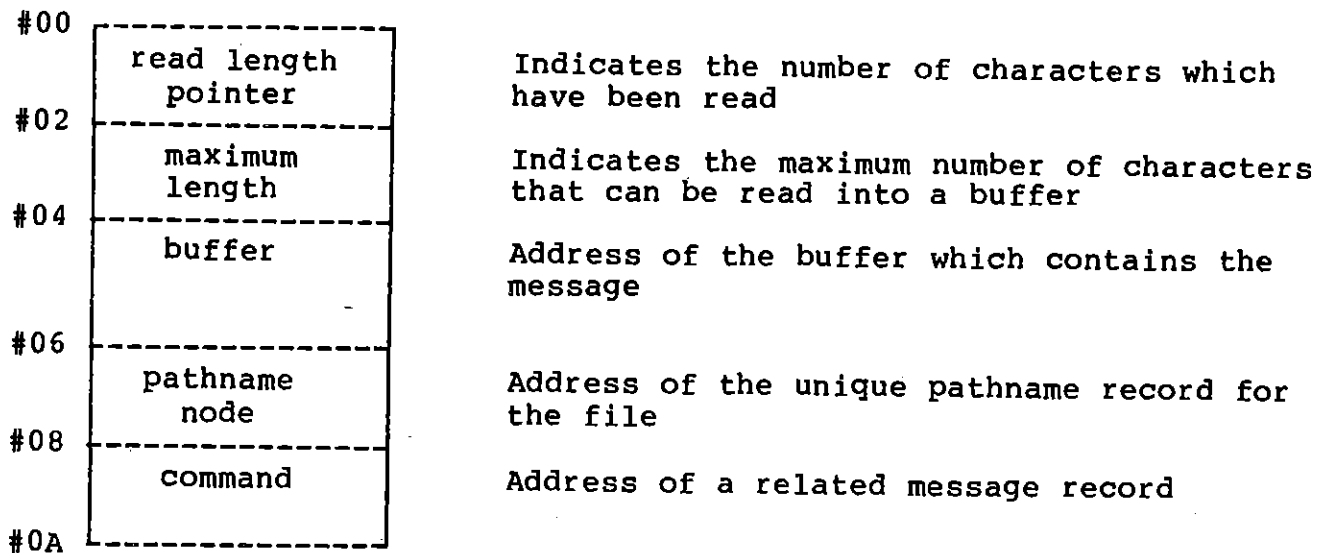 #00
read length Indicates the number of characters which
pointer have been read
#02
maximum Indicates the maximum number of characters
length that can be read into a buffer
#04
buffer Address of the buffer which contains the
message
#06
pathname Address of the unique pathname record for
node the file
#08
command Address of a related message record
#0A